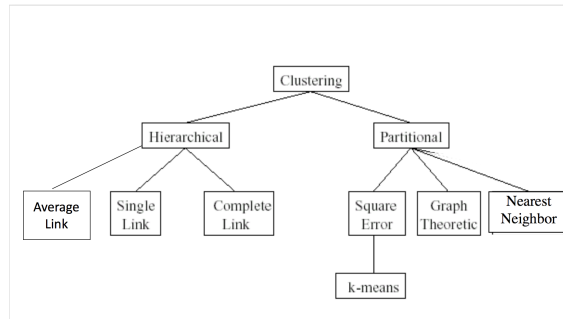 Clustering
Hierarchical
Partitional
Average
Link
Single
Link
Complete
Link
Square
Error
Graph
Theoretic
Nearest
Neighbor
k-means